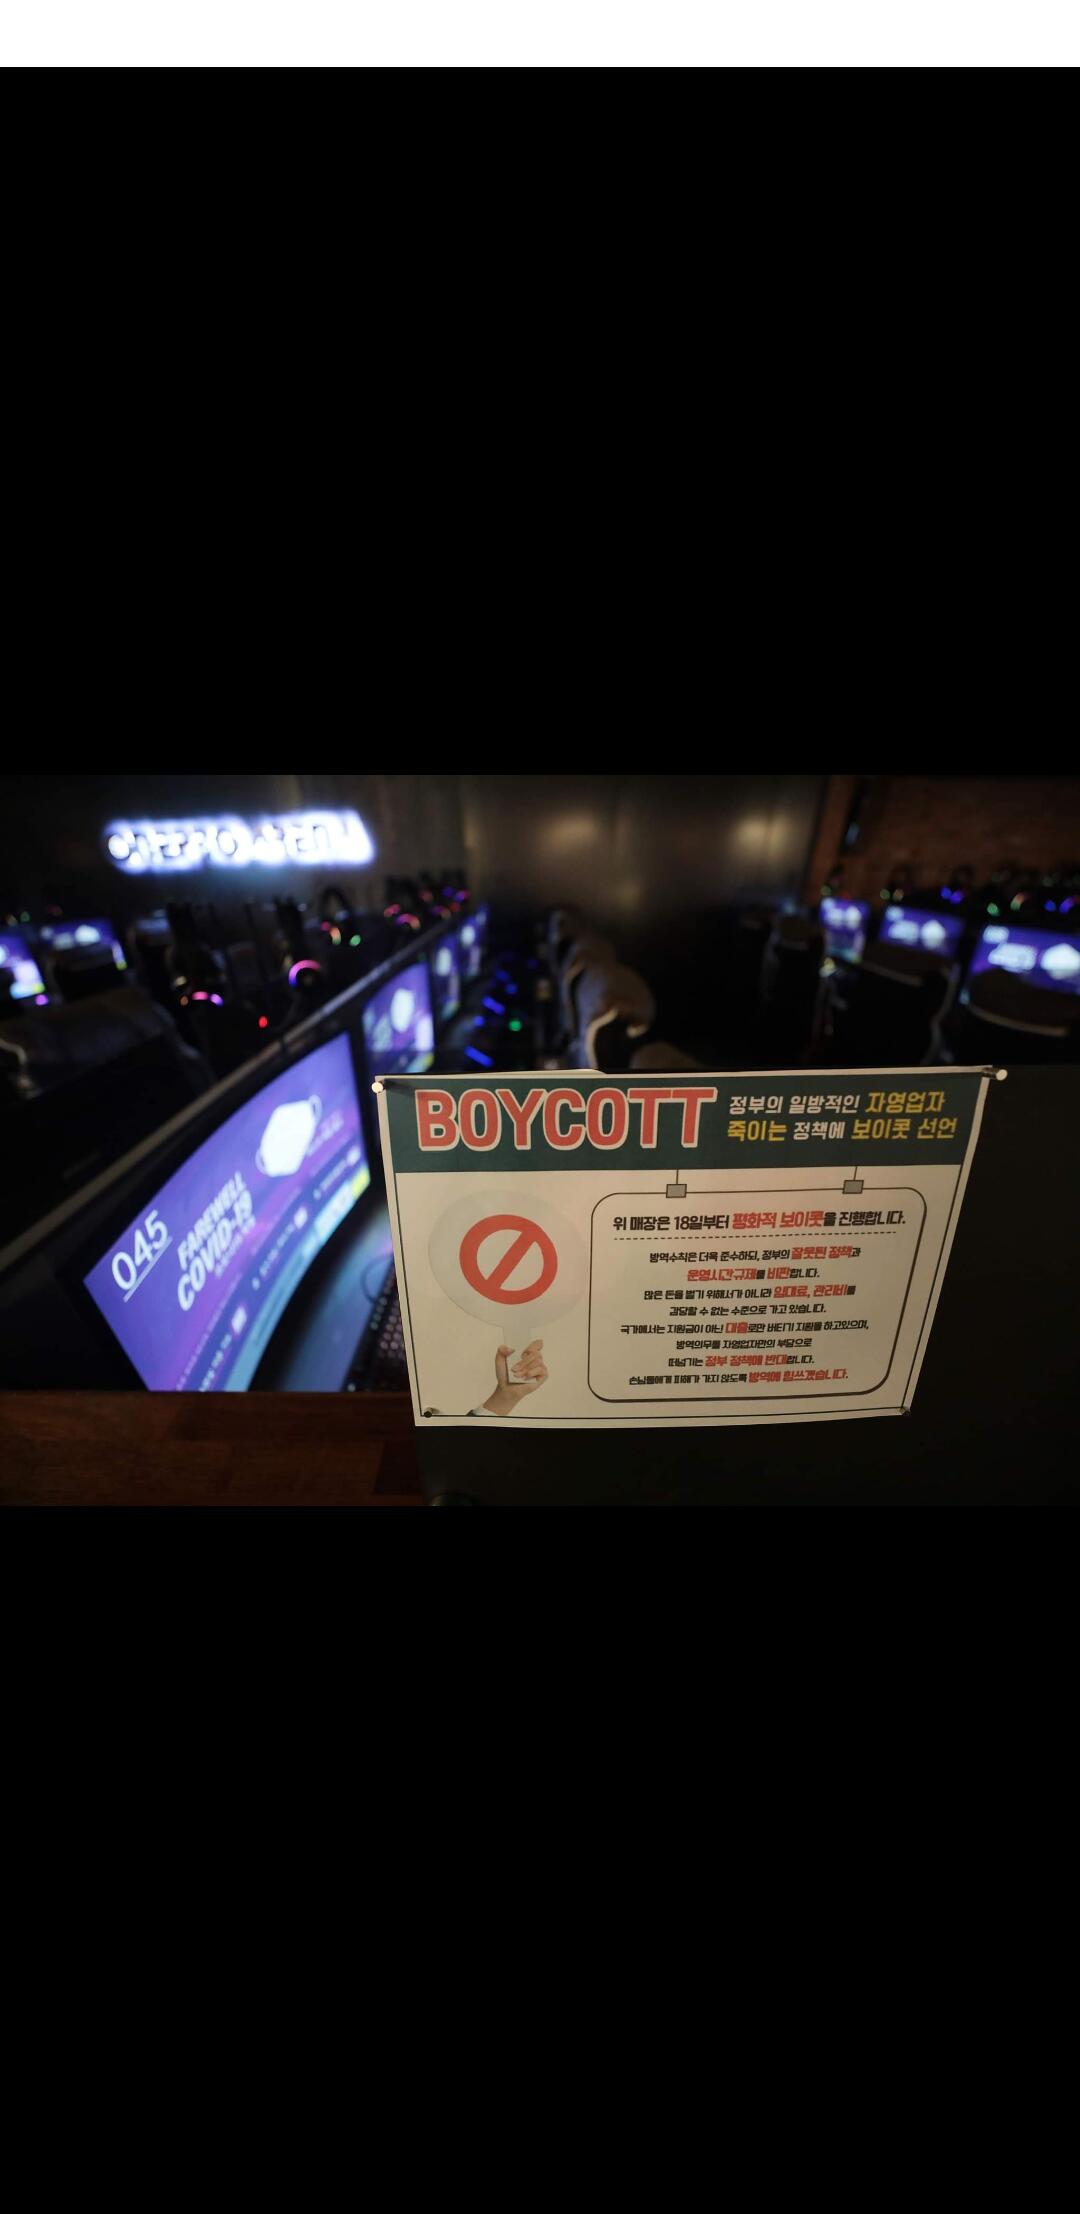 045
FAREWELL
COVID-19
BOYCOTT
정부의 일방적인 자영업자
죽이는 정책에 보이콧 선언
위 매장은 18일부터 평화적 보이콧을 진행합니다.
방역수칙은 더욱 준수하되, 정부의 잘못된 정책과
운영시간규제를 비판합니다.
많은 돈을 벌기 위해서가 아니라 임대료, 관리비를
감당할 수 없는 수준으로 가고 있습니다.
국가에서는 지원금이 아닌 대출로만 버티기 지원을 하고있으며,
방역의무를 자영업자만의 부담으로
떠넘기는 정부 정책에 반대합니다.
손님들에게 피해가 가지 않도록 방역에 힘쓰겠습니다.